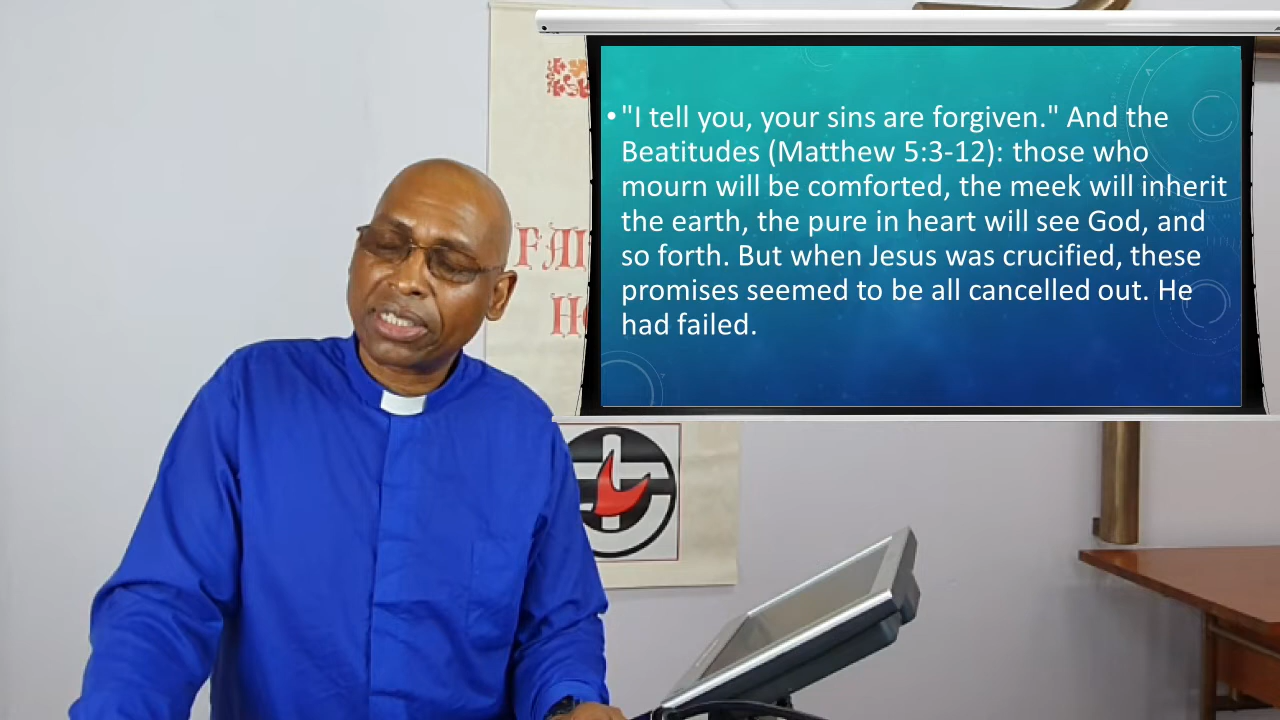 • "I tell you, your sins are forgiven." And the
Beatitudes (Matthew 5:3-12): those who
mourn will be comforted, the meek will inherit
the earth, the pure in heart will see God, and
so forth. But when Jesus was crucified, these
promises seemed to be all cancelled out. He
had failed.